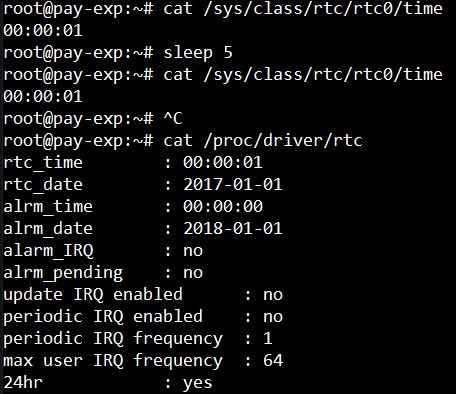 root@pay-exp:~# cat /sys/class/rtc/rtc0/time
00:00:01
root@pay-exp:~# sleep 5
root@pay-exp:~# cat /sys/class/rtc/rtc0/time
00:00:01
root@pay-exp:~# ^C
root@pay-exp:~# cat /proc/driver/rtc
rtc_time        : 00:00:01
rtc_date        : 2017-01-01
alrm_time       : 00:00:00
alrm_date       : 2018-01-01
alarm_IRQ       : no
alrm_pending    : no
update IRQ enabled      : no
periodic IRQ enabled    : no
periodic IRQ frequency  : 1
max user IRQ frequency  : 64
24hr            : yes